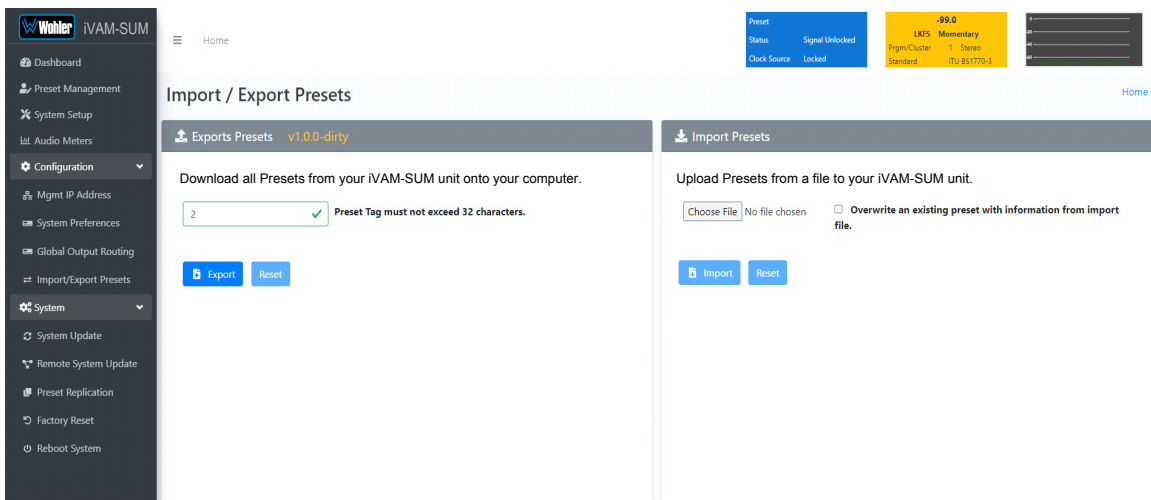 Wohler iVAM-SUM
Dashboard
Preset Management
System Setup
Audio Meters
Configuration
Mgmt IP Address
System Preferences
Global Output Routing
Import/Export Presets
System
System Update
Remote System Update
Preset Replication
Factory Reset
Reboot System
Home
Preset
Status Signal Unlocked
Clock Source Locked
-99.0
LKFS Momentary
Prgm/Cluster 1 Stereo
Standard ITU BS1770-3
Import / Export Presets
Home
Exports Presets v1.0.0-dirty
Download all Presets from your iVAM-SUM unit onto your computer.
2
Preset Tag must not exceed 32 characters.
Export Reset
Import Presets
Upload Presets from a file to your iVAM-SUM unit.
Choose File No file chosen
Overwrite an existing preset with information from import
file.
Import Reset